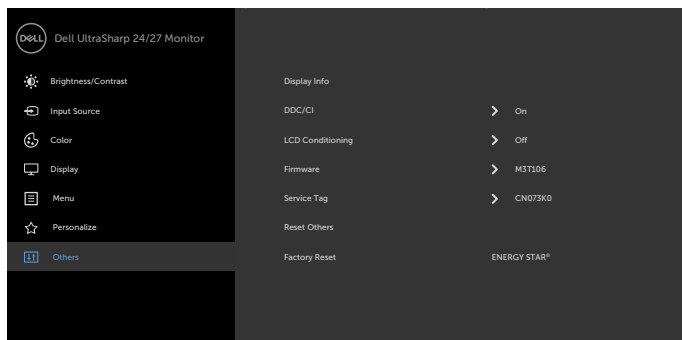 DELL Dell UltraSharp 24/27 Monitor
Brightness/Contrast Display Info
Input Source DDC/CI On
Color LCD Conditioning Off
Display Firmware M3T106
Menu Service Tag CN073K0
Personalize Reset Others
Others Factory Reset ENERGY STAR®